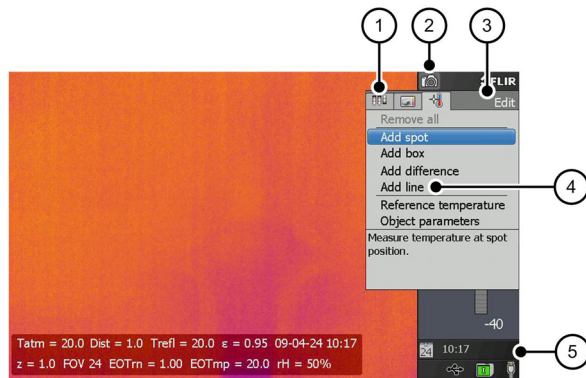 1
2
3
FLIR
Edit
Remove all
Add spot
Add box
Add difference
Add line
4
Reference temperature
Object parameters
Measure temperature at spot
position.
-40
Tatm = 20.0 Dist = 1.0 Trefl = 20.0 ε = 0.95 09-04-24 10:17
z = 1.0 FOV 24 EOTrn = 1.00 EOTmp = 20.0 rH = 50%
24 10:17
5